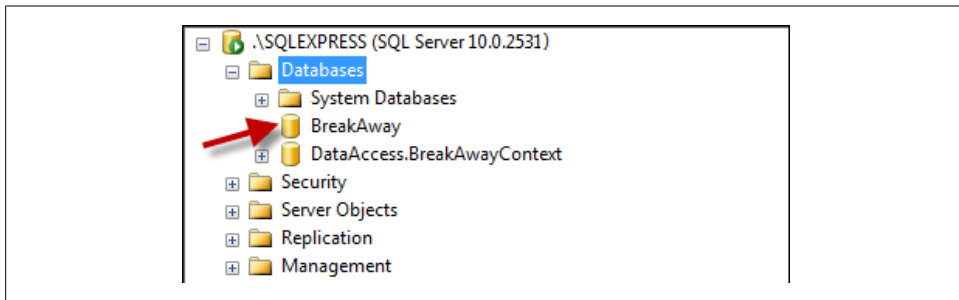 .\SQLEXPRESS (SQL Server 10.0.2531)
Databases
System Databases
BreakAway
DataAccess.BreakAwayContext
Security
Server Objects
Replication
Management